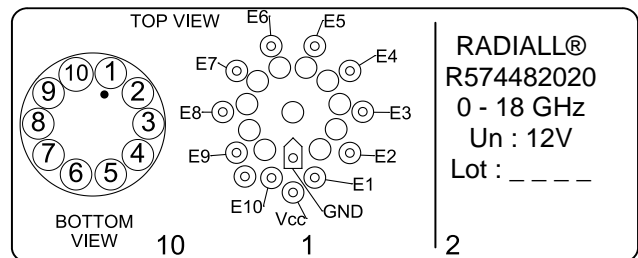 TOP VIEW
E6
E5
E7
E4
E8
E3
E9
E2
E10
E1
Vcc
GND
10
1
9
2
8
3
7
4
6
5
BOTTOM
VIEW
10
1
2
RADIALL®
R574482020
0 - 18 GHz
Un : 12V
Lot : _ _ _ _